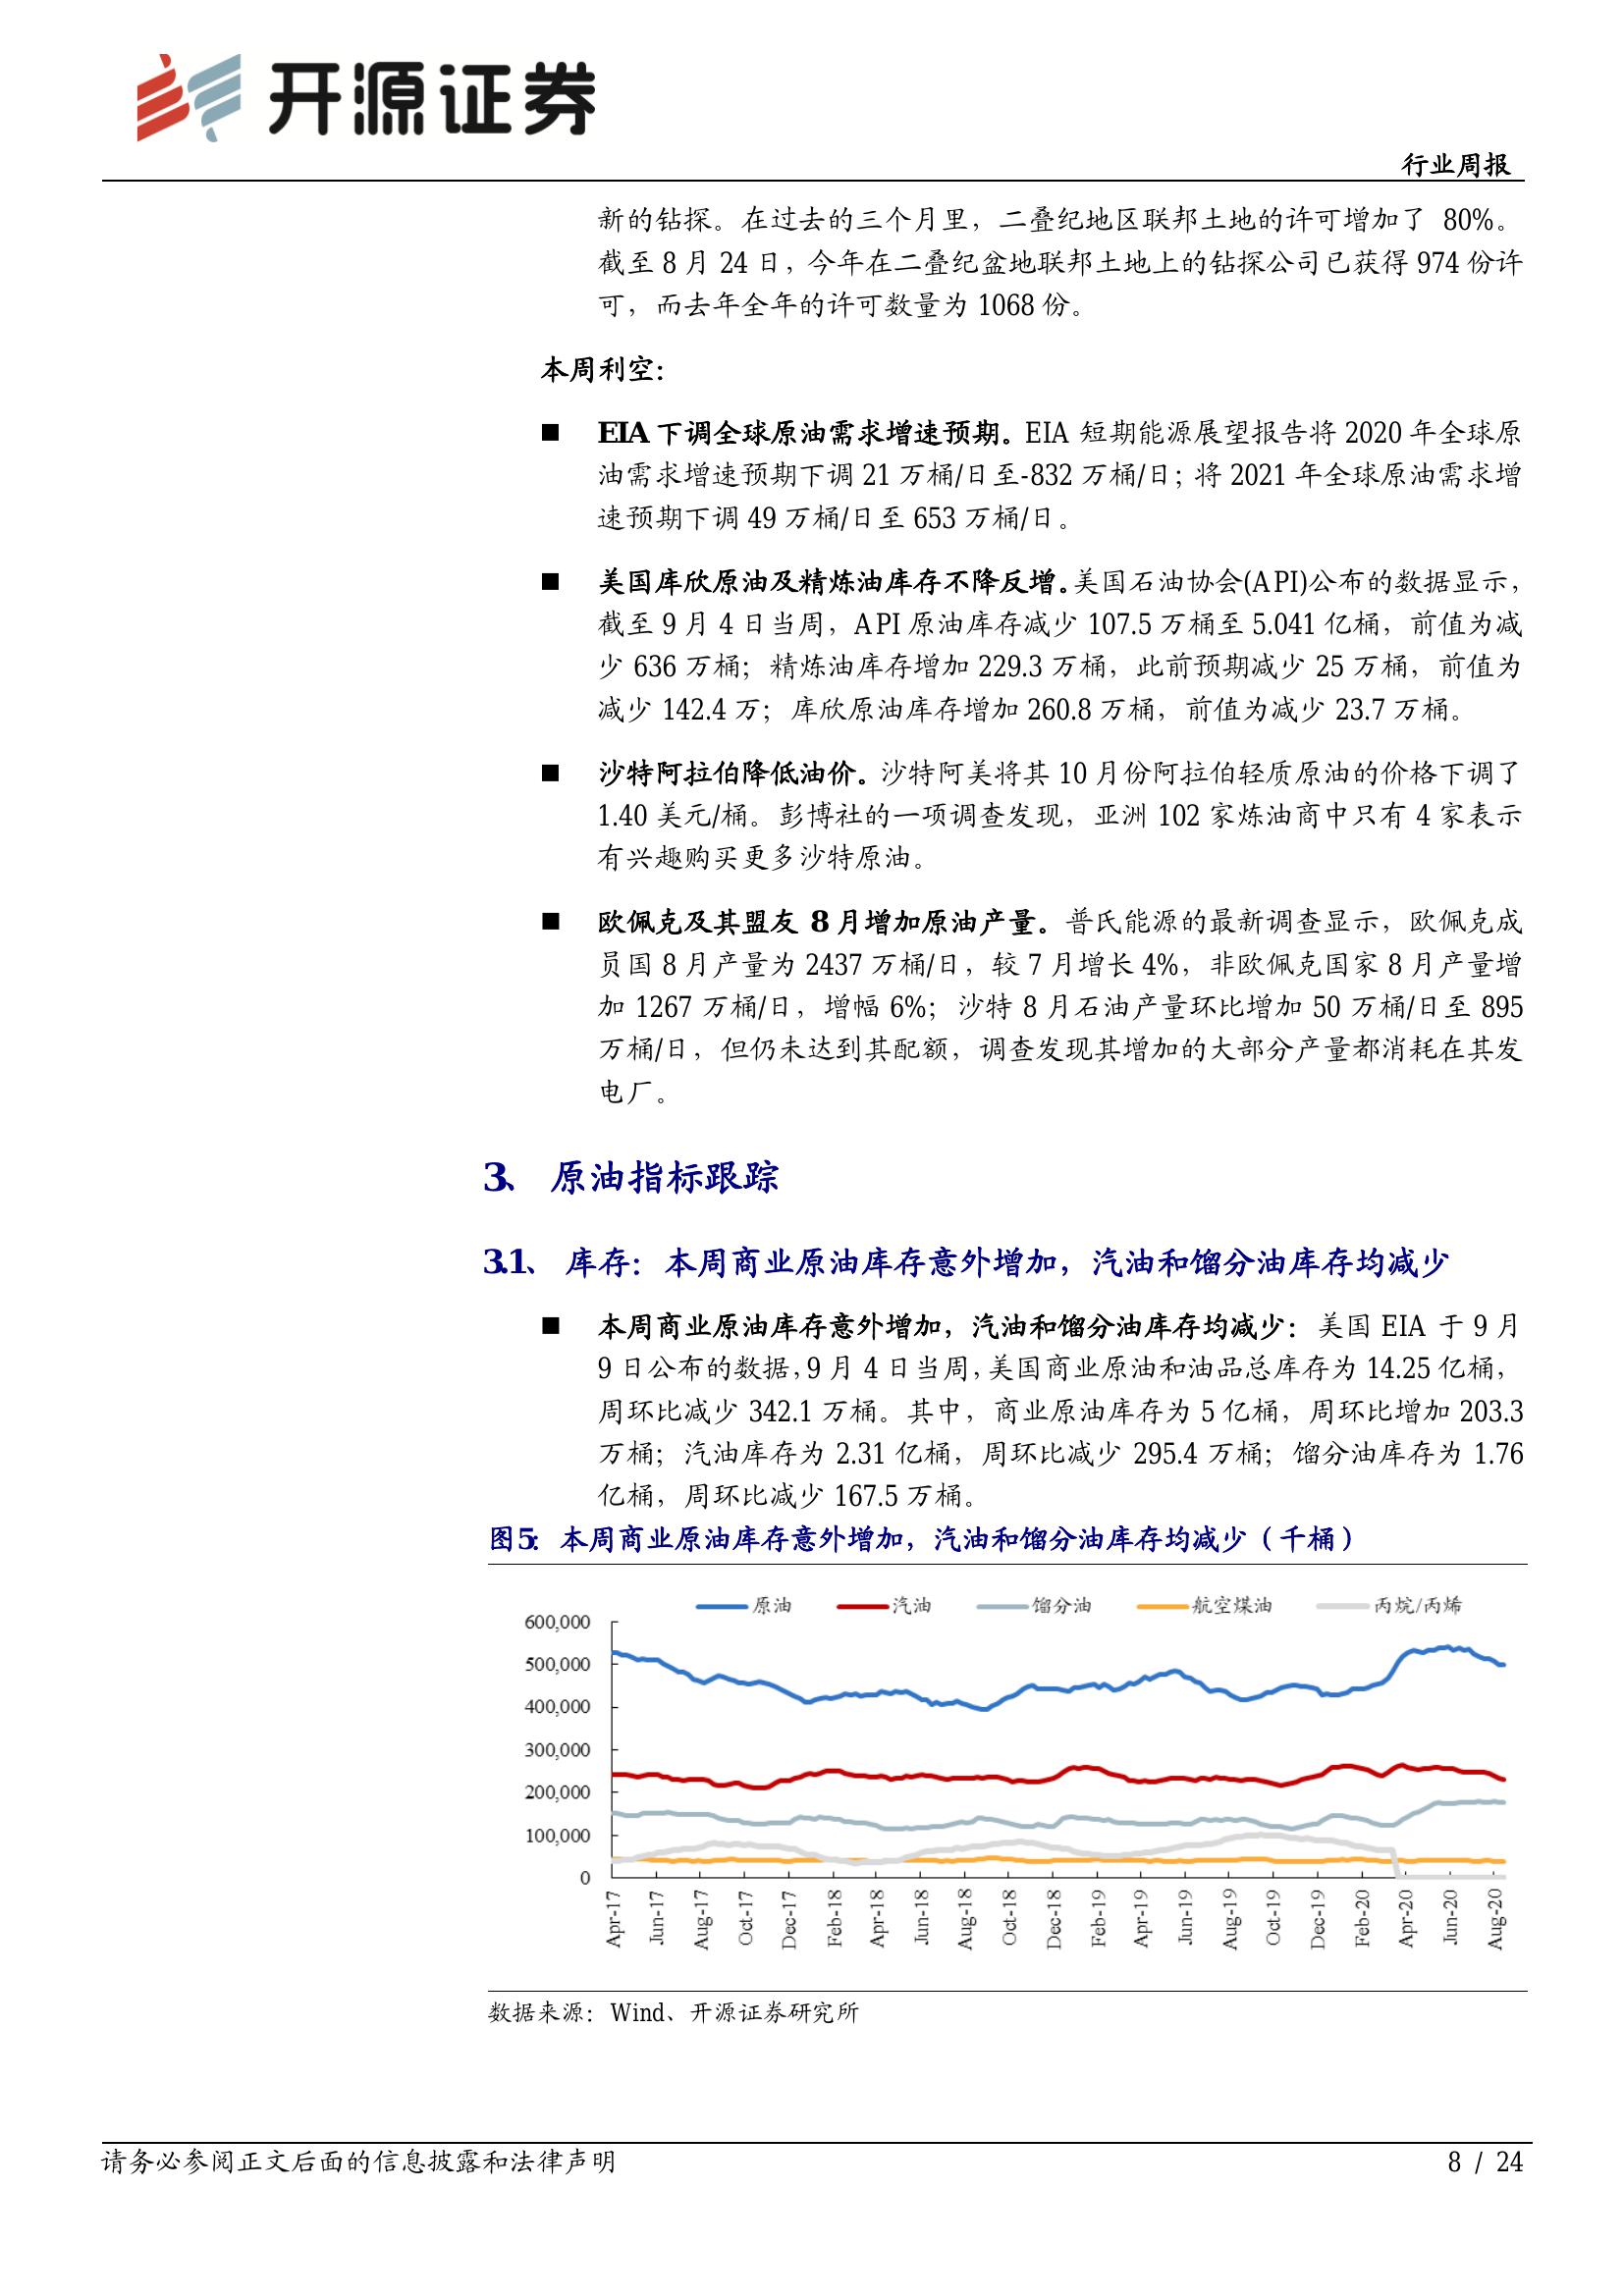 开源证券
行业周报
新的钻探。在过去的三个月里，二叠纪地区联邦土地的许可增加了 80%。
截至 8 月 24 日，今年在二叠纪盆地联邦土地上的钻探公司已获得 974 份许
可，而去年全年的许可数量为 1068 份。
本周利空：
■ EIA 下调全球原油需求增速预期。EIA 短期能源展望报告将 2020 年全球原
油需求增速预期下调 21 万桶/日至-832 万桶/日；将 2021 年全球原油需求增
速预期下调 49 万桶/日至 653 万桶/日。
■ 美国库欣原油及精炼油库存不降反增。美国石油协会(API)公布的数据显示，
截至 9 月 4 日当周，API 原油库存减少 107.5 万桶至 5.041 亿桶，前值为减
少 636 万桶；精炼油库存增加 229.3 万桶，此前预期减少 25 万桶，前值为
减少 142.4 万；库欣原油库存增加 260.8 万桶，前值为减少 23.7 万桶。
■ 沙特阿拉伯降低油价。沙特阿美将其 10 月份阿拉伯轻质原油的价格下调了
1.40 美元/桶。彭博社的一项调查发现，亚洲 102 家炼油商中只有 4 家表示
有兴趣购买更多沙特原油。
■ 欧佩克及其盟友 8 月增加原油产量。普氏能源的最新调查显示，欧佩克成
员国 8 月产量为 2437 万桶/日，较 7 月增长 4%，非欧佩克国家 8 月产量增
加 1267 万桶/日，增幅 6%；沙特 8 月石油产量环比增加 50 万桶/日至 895
万桶/日，但仍未达到其配额，调查发现其增加的大部分产量都消耗在其发
电厂。
3、 原油指标跟踪
3.1、 库存：本周商业原油库存意外增加，汽油和馏分油库存均减少
■ 本周商业原油库存意外增加，汽油和馏分油库存均减少：美国 EIA 于 9 月
9 日公布的数据，9 月 4 日当周，美国商业原油和油品总库存为 14.25 亿桶，
周环比减少 342.1 万桶。其中，商业原油库存为 5 亿桶，周环比增加 203.3
万桶；汽油库存为 2.31 亿桶，周环比减少 295.4 万桶；馏分油库存为 1.76
亿桶，周环比减少 167.5 万桶。
图5：本周商业原油库存意外增加，汽油和馏分油库存均减少（千桶）
原油 汽油 馏分油 航空煤油 丙烷/丙烯
600,000
500,000
400,000
300,000
200,000
100,000
0
Apr-17 Jun-17 Aug-17 Oct-17 Dec-17 Feb-18 Apr-18 Jun-18 Aug-18 Oct-18 Dec-18 Feb-19 Apr-19 Jun-19 Aug-19 Oct-19 Dec-19 Feb-20 Apr-20 Jun-20 Aug-20
数据来源：Wind、开源证券研究所
请务必参阅正文后面的信息披露和法律声明
8 / 24